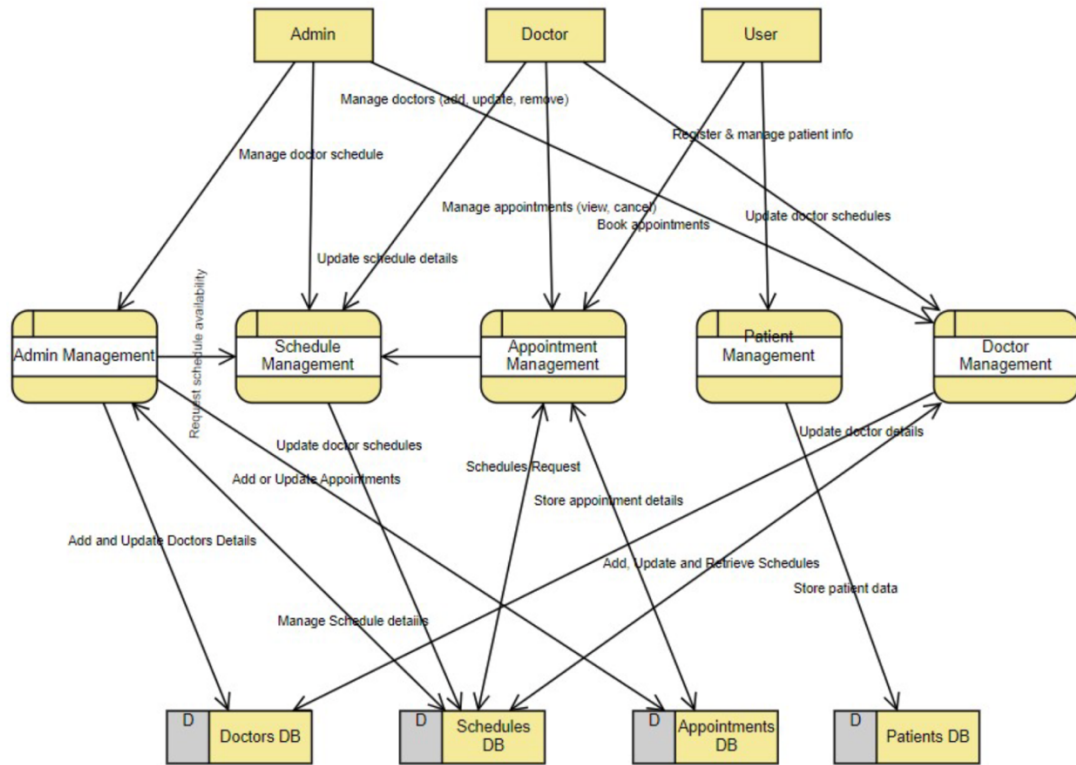 Admin
Doctor
User
Manage doctors (add, update, remove)
Register & manage patient info
Manage doctor schedule
Manage appointments (view, cancel)
Update doctor schedules
Book appointments
Update schedule details
Request schedule availability
Admin Management
Schedule
Management
Appointment
Management
Patient
Management
Doctor
Management
Update doctor schedules
Update doctor details
Schedules Request
Add or Update Appointments
Store appointment details
Add and Update Doctors Details
Add, Update and Retrieve Schedules
Store patient data
Manage Schedule detaiils
D
Doctors DB
D
Schedules
DB
D
Appointments
DB
D
Patients DB